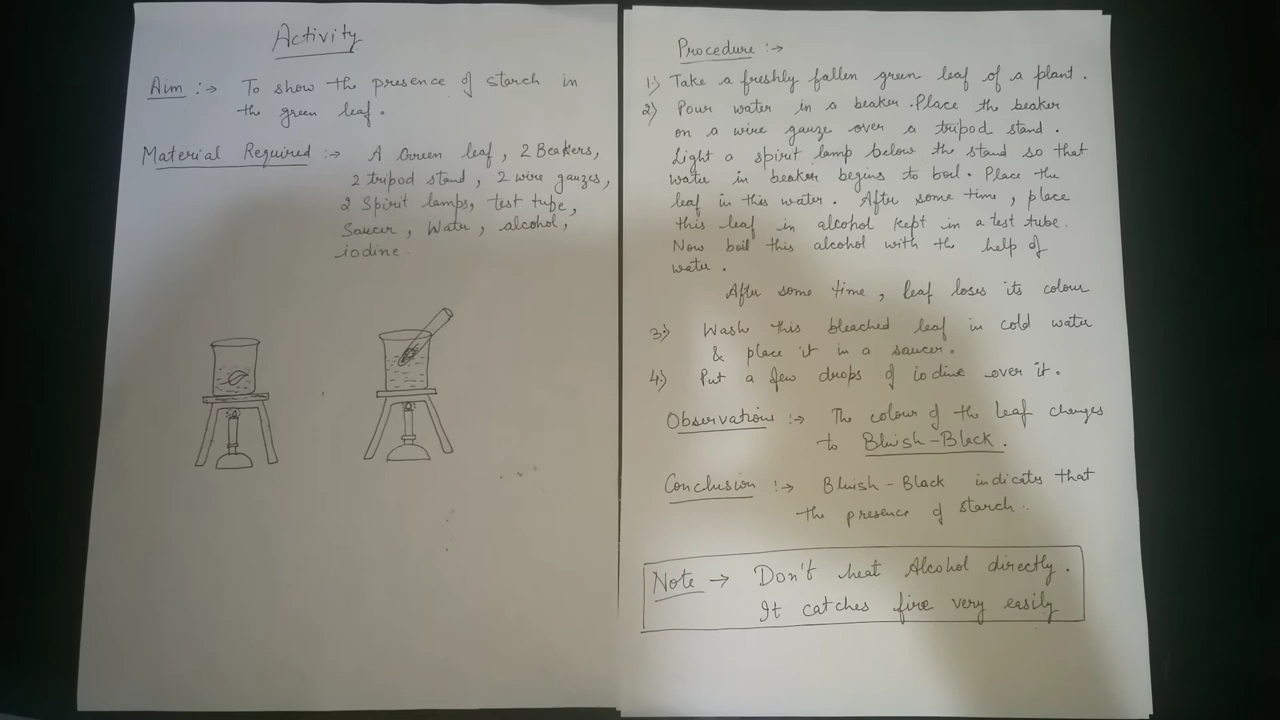 Activity
Aim :→ To show the presence of starch in
the green leaf.
Material Required :→ A Green leaf, 2 Beakers,
2 tripod stand, 2 wire gauzes,
2 Spirit lamps, test tube,
Saucer, Water, alcohol,
iodine.
Procedure :→
1) Take a freshly fallen green leaf of a plant.
2) Pour water in a beaker. Place the beaker
on a wire gauze over a tripod stand.
Light a spirit lamp below the stand so that
water in beaker begins to boil. Place the
leaf in this water. After some time, place
this leaf in alcohol kept in a test tube.
Now boil this alcohol with the help of
water.
After some time, leaf loses its colour
3) Wash this bleached leaf in cold water
& place it in a saucer.
4) Put a few drops of iodine over it.
Observations :→ The colour of the leaf changes
to Bluish-Black.
Conclusion :→ Bluish-Black indicates that
the presence of starch.
Note → Don't heat Alcohol directly.
It catches fire very easily